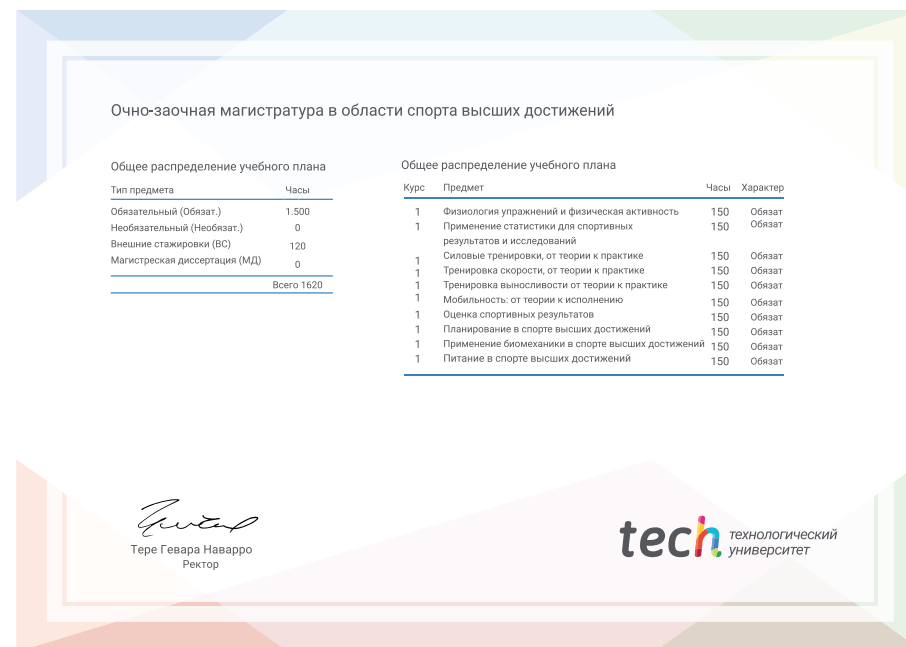 Очно-заочная магистратура в области спорта высших достижений
Общее распределение учебного плана
Тип предмета Часы
Обязательный (Обязат.) 1.500
Необязательный (Необязат.) 0
Внешние стажировки (ВС) 120
Магистреская диссертация (МД) 0
Всего 1620
Общее распределение учебного плана
Курс Предмет Часы Характер
1 Физиология упражнений и физическая активность 150 Обязат
1 Применение статистики для спортивных 150 Обязат
результатов и исследований
1 Силовые тренировки, от теории к практике 150 Обязат
1 Тренировка скорости, от теории к практике 150 Обязат
1 Тренировка выносливости от теории к практике 150 Обязат
1 Мобильность: от теории к исполнению 150 Обязат
1 Оценка спортивных результатов 150 Обязат
1 Планирование в спорте высших достижений 150 Обязат
1 Применение биомеханики в спорте высших достижений 150 Обязат
1 Питание в спорте высших достижений 150 Обязат
Тере Гевара Наварро
Ректор
tech технологический
университет